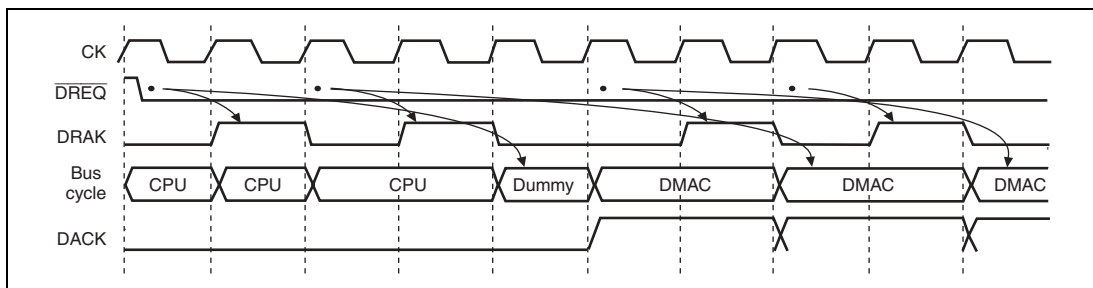 CK
DREQ
DRAK
Bus
cycle
CPU CPU CPU Dummy DMAC DMAC DMAC
DACK